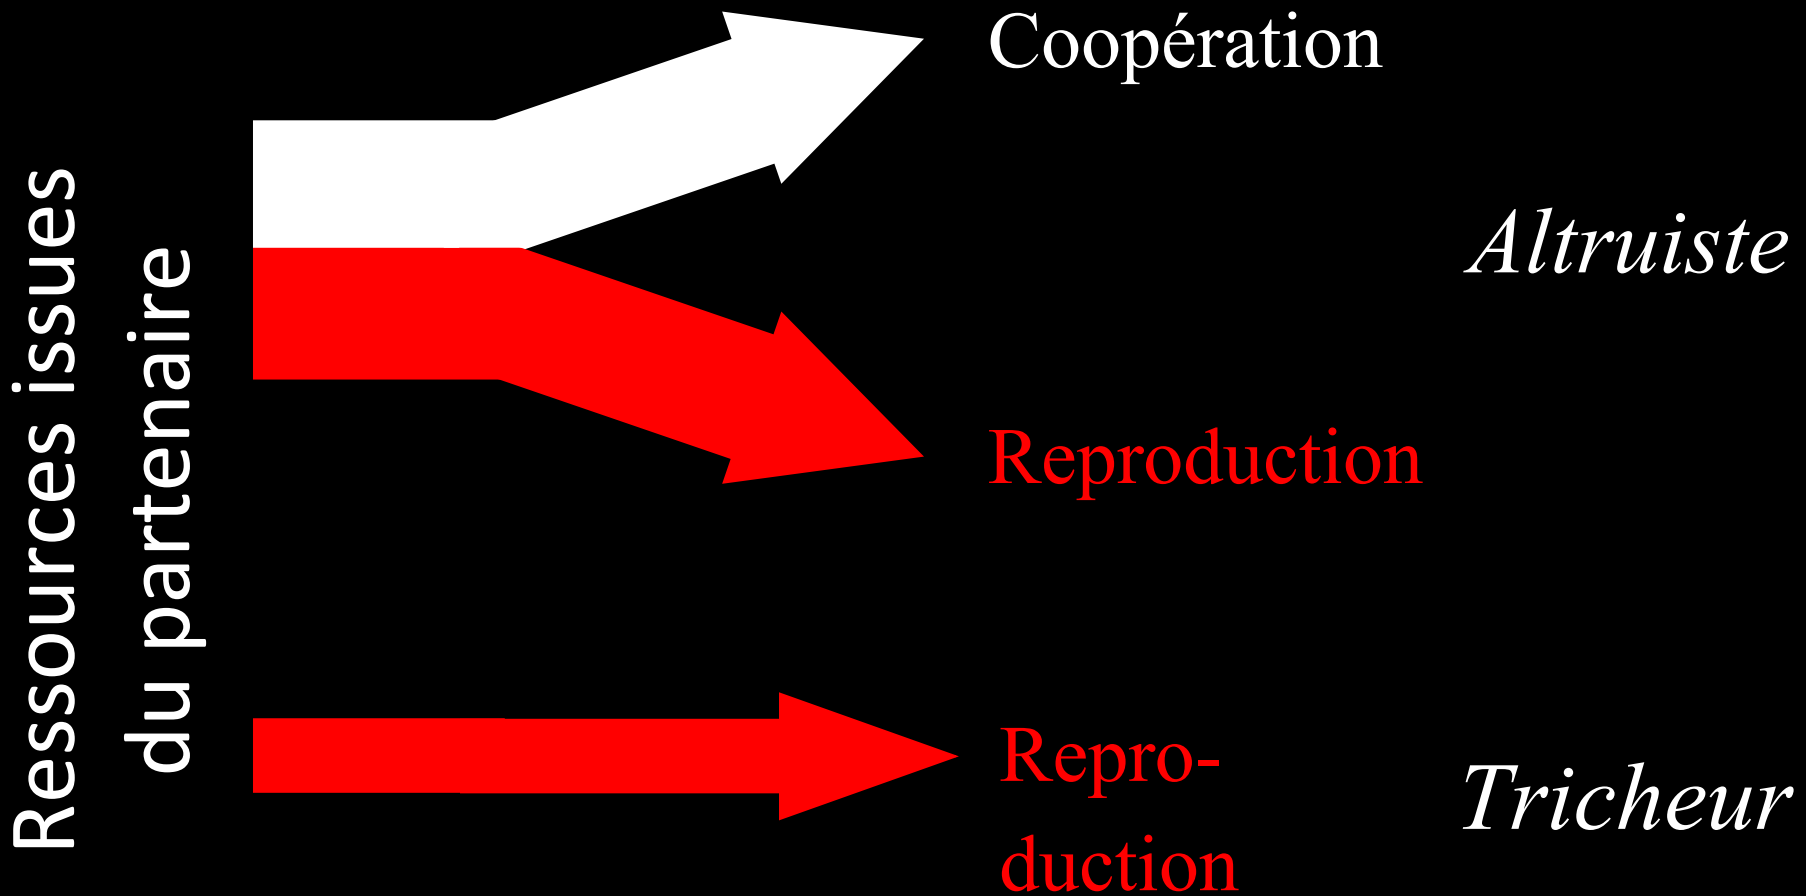 Ressources issues
du partenaire
Coopération
Altruiste
Reproduction
Repro-
duction
Tricheur